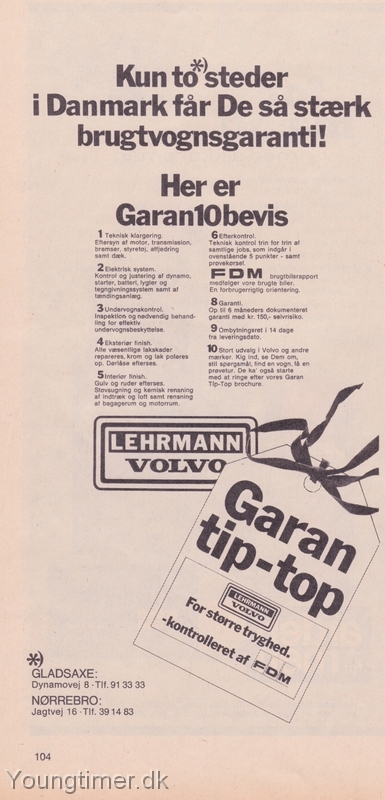 Kun to*) steder
i Danmark får De så stærk
brugtvognsgaranti!
Her er
Garan10bevis
1 Teknisk klargøring.
Eftersyn af motor, transmission,
bremser, styretøj, affjedring
samt dæk.
2 Elektrisk system.
Kontrol og justering af dynamo,
starter, batteri, lygter og
tegngivningssystem samt af
tændingsanlæg.
3 Undervognskontrol.
Inspektion og nødvendig behand-
ling for effektiv
undervognsbeskyttelse.
4 Eksteriør finish.
Alle væsentlige lakskader
repareres, krom og lak poleres
op. Dørlåse efterses.
5 Interiør finish.
Gulv og ruder efterses.
Støvsugning og kemisk rensning
af indtræk og loft samt rensning
af bagagerum og motorrum.
6 Efterkontrol.
Teknisk kontrol trin for trin af
samtlige jobs, som indgår i
ovenstående 5 punkter - samt
prøvekørsel.
FDM brugtbilsrapport
medfølger vore brugte biler.
En forbrugerrigtig orientering.
8 Garanti.
Op til 6 måneders dokumenteret
garanti med kr. 150,- selvrisiko.
9 Ombytningsret i 14 dage
fra leveringsdato.
10 Stort udvalg i Volvo og andre
mærker. Kig ind, se Dem om,
stil spørgsmål, find en vogn, få en
prøvetur. De ka' også starte
med at ringe efter vores Garan
Tip-Top brochure.
LEHRMANN
VOLVO
Garan
tip-top
LEHRMANN
VOLVO
For større tryghed.
-kontrolleret af FDM
*)
GLADSAXE:
Dynamovej 8 · Tlf. 91 33 33
NØRREBRO:
Jagtvej 16 · Tlf. 39 14 83
104
Youngtimer.dk